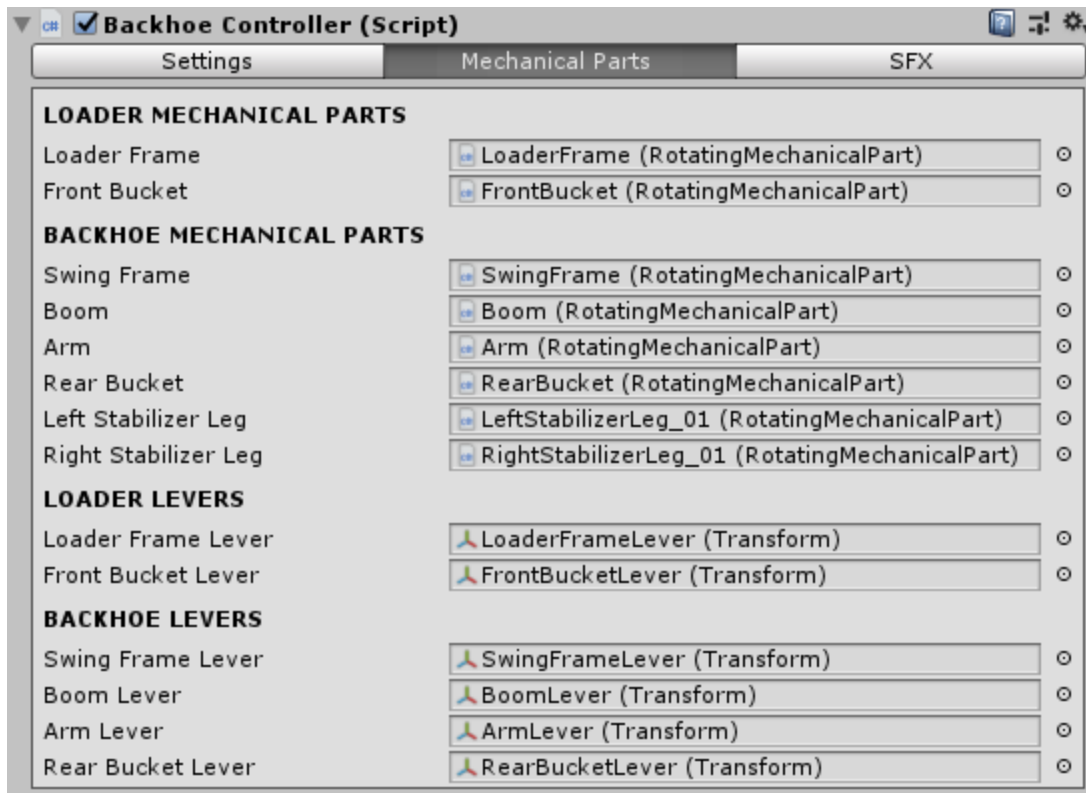 Backhoe Controller (Script)
Settings Mechanical Parts SFX
LOADER MECHANICAL PARTS
Loader Frame LoaderFrame (RotatingMechanicalPart)
Front Bucket FrontBucket (RotatingMechanicalPart)
BACKHOE MECHANICAL PARTS
Swing Frame SwingFrame (RotatingMechanicalPart)
Boom Boom (RotatingMechanicalPart)
Arm Arm (RotatingMechanicalPart)
Rear Bucket RearBucket (RotatingMechanicalPart)
Left Stabilizer Leg LeftStabilizerLeg_01 (RotatingMechanicalPart)
Right Stabilizer Leg RightStabilizerLeg_01 (RotatingMechanicalPart)
LOADER LEVERS
Loader Frame Lever LoaderFrameLever (Transform)
Front Bucket Lever FrontBucketLever (Transform)
BACKHOE LEVERS
Swing Frame Lever SwingFrameLever (Transform)
Boom Lever BoomLever (Transform)
Arm Lever ArmLever (Transform)
Rear Bucket Lever RearBucketLever (Transform)